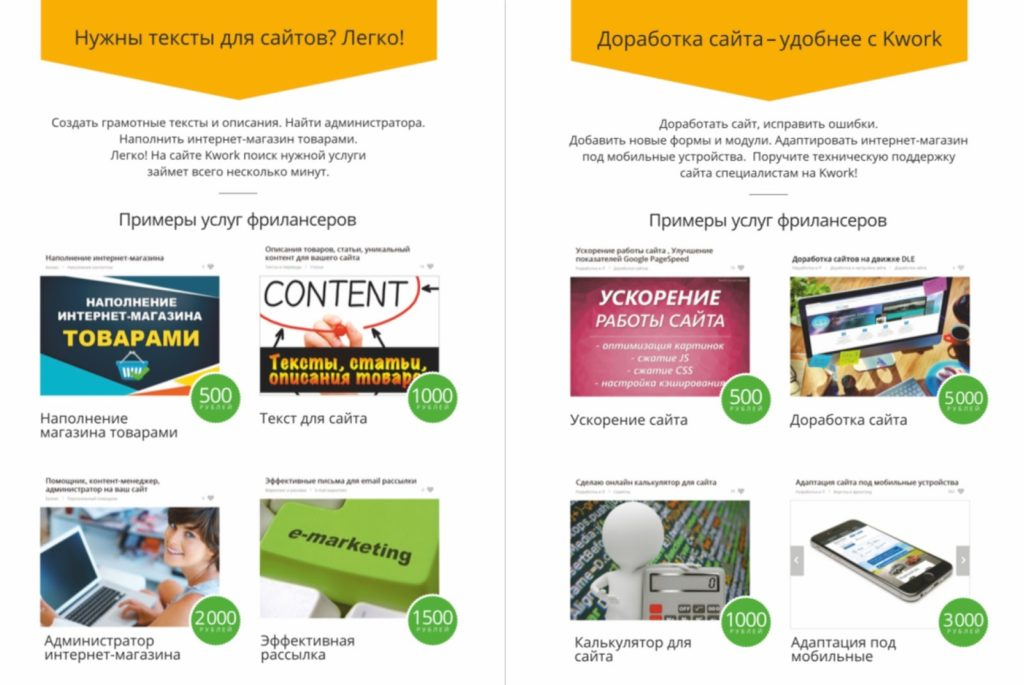 Нужны тексты для сайтов? Легко!
Создать грамотные тексты и описания. Найти администратора.
Наполнить интернет-магазин товарами.
Легко! На сайте Kwork поиск нужной услуги
займет всего несколько минут.
Примеры услуг фрилансеров
Наполнение интернет-магазина
НАПОЛНЕНИЕ
ИНТЕРНЕТ-МАГАЗИНА
ТОВАРАМИ
500
РУБЛЕЙ
Наполнение
магазина товарами
Описания товаров, статьи, уникальный
контент для вашего сайта
CONTENT
Тексты, статьи,
описания товар
1000
РУБЛЕЙ
Текст для сайта
Помощник, контент-менеджер,
администратор на ваш сайт
2000
РУБЛЕЙ
Администратор
интернет-магазина
Эффективные письма для email рассылки
e-marketing
1500
РУБЛЕЙ
Эффективная
рассылка
Доработка сайта – удобнее с Kwork
Доработать сайт, исправить ошибки.
Добавить новые формы и модули. Адаптировать интернет-магазин
под мобильные устройства. Поручите техническую поддержку
сайта специалистам на Kwork!
Примеры услуг фрилансеров
Ускорение работы сайта , Улучшение
показателей Google PageSpeed
УСКОРЕНИЕ
РАБОТЫ САЙТА
- оптимизация картинок
- сжатие JS
- сжатие CSS
- настройка кэширования
500
РУБЛЕЙ
Ускорение сайта
Доработка сайтов на движке DLE
5000
РУБЛЕЙ
Доработка сайта
Сделаю онлайн калькулятор для сайта
0
OFF
1000
РУБЛЕЙ
Калькулятор для
сайта
Адаптация сайта под мобильные устройства
3000
РУБЛЕЙ
Адаптация под
мобильные